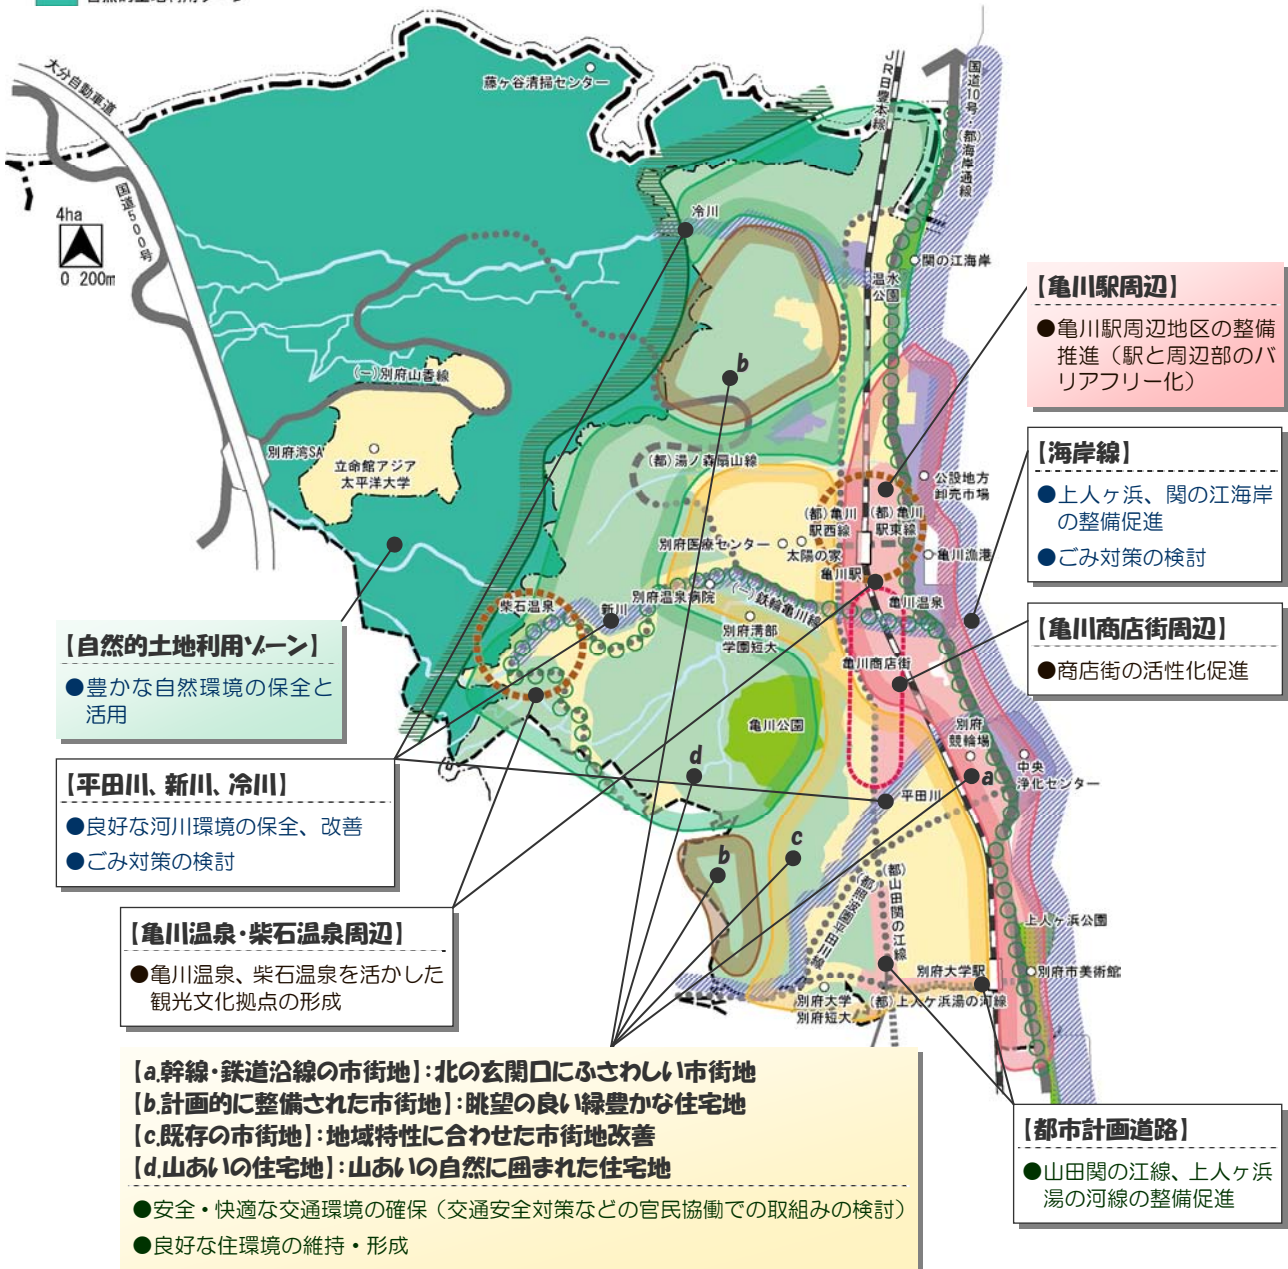 自然的土地利用ゾーン
大分自動車道
藤ヶ谷清掃センター
JR日豊本線
国道10号・(都)海岸通線
国道500号
4ha
0 200m
冷川
関の江海岸
温水
公園
b
(一)別府山香線
別府湾SA
立命館アジア
太平洋大学
(都)湯ノ森扇山線
公設地方
卸売市場
(都)亀川
駅西線
(都)亀川
駅東線
別府医療センター
太陽の家
亀川漁港
亀川駅
亀川温泉
柴石温泉
新川
別府温泉病院
(一)鉄輪亀川線
別府溝部
学園短大
亀川商店街
亀川公園
別府
競輪場
中央
浄化センター
a
d
平田川
c
b
(都)照波園平田川線
(都)山田関の江線
上人ヶ浜公園
別府大学駅
別府市美術館
別府大学
別府短大
(都)上人ヶ浜湯の河線
【亀川駅周辺】
●亀川駅周辺地区の整備
推進（駅と周辺部のバ
リアフリー化）
【海岸線】
●上人ヶ浜、関の江海岸
の整備促進
●ごみ対策の検討
【亀川商店街周辺】
●商店街の活性化促進
【自然的土地利用ゾーン】
●豊かな自然環境の保全と
活用
【平田川、新川、冷川】
●良好な河川環境の保全、改善
●ごみ対策の検討
【亀川温泉・柴石温泉周辺】
●亀川温泉、柴石温泉を活かした
観光文化拠点の形成
【a.幹線・鉄道沿線の市街地】：北の玄関口にふさわしい市街地
【b.計画的に整備された市街地】：眺望の良い緑豊かな住宅地
【c.既存の市街地】：地域特性に合わせた市街地改善
【d.山あいの住宅地】：山あいの自然に囲まれた住宅地
●安全・快適な交通環境の確保（交通安全対策などの官民協働での取組みの検討）
●良好な住環境の維持・形成
【都市計画道路】
●山田関の江線、上人ヶ浜
湯の河線の整備促進